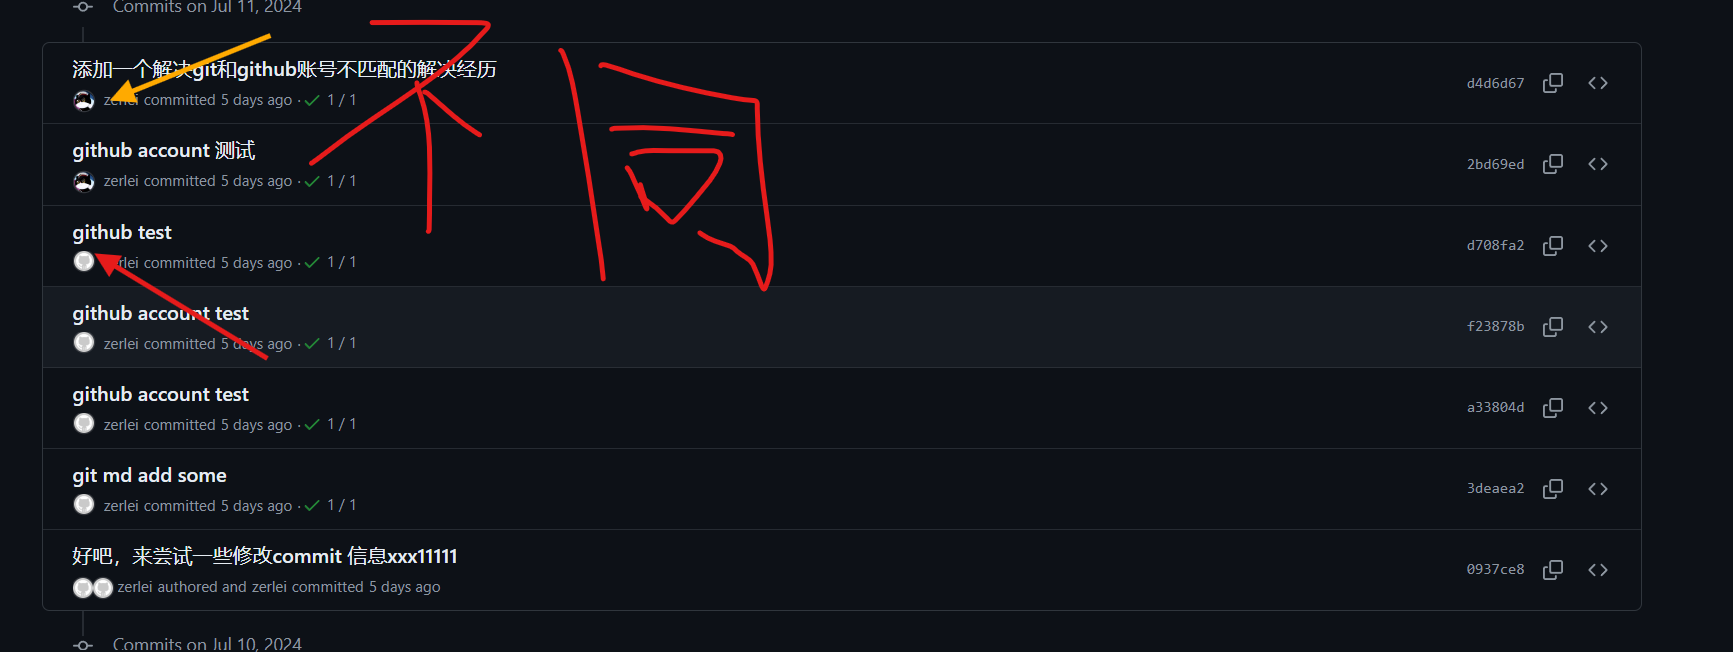 Commits on Jul 11, 2024
添加一个解决git和github账号不匹配的解决经历
d4d6d67
zerlei committed 5 days ago · 1 / 1
不同
github account 测试
2bd69ed
zerlei committed 5 days ago · 1 / 1
github test
d708fa2
zerlei committed 5 days ago · 1 / 1
github account test
f23878b
zerlei committed 5 days ago · 1 / 1
github account test
a33804d
zerlei committed 5 days ago · 1 / 1
git md add some
3deaea2
zerlei committed 5 days ago · 1 / 1
好吧，来尝试一些修改commit 信息xxx11111
0937ce8
zerlei authored and zerlei committed 5 days ago
Commits on Jul 10, 2024